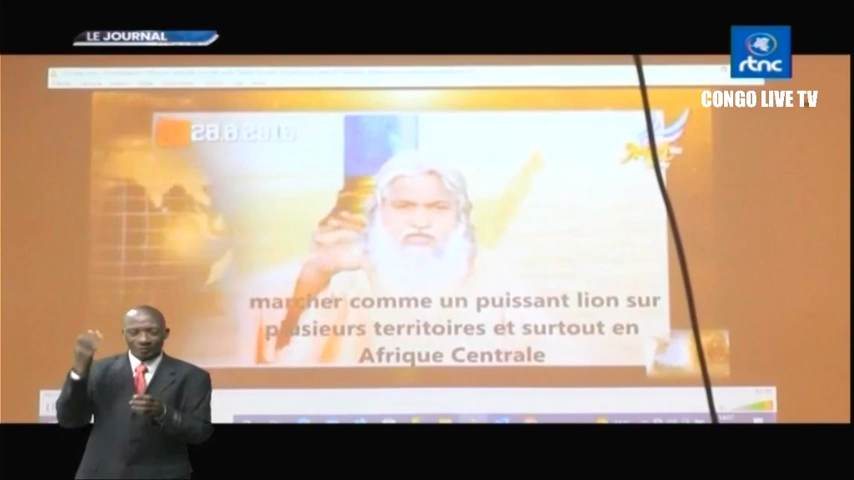 LE JOURNAL
rtnc
CONGO LIVE TV
28.8.2016
marcher comme un puissant lion sur
plusieurs territoires et surtout en
Afrique Centrale